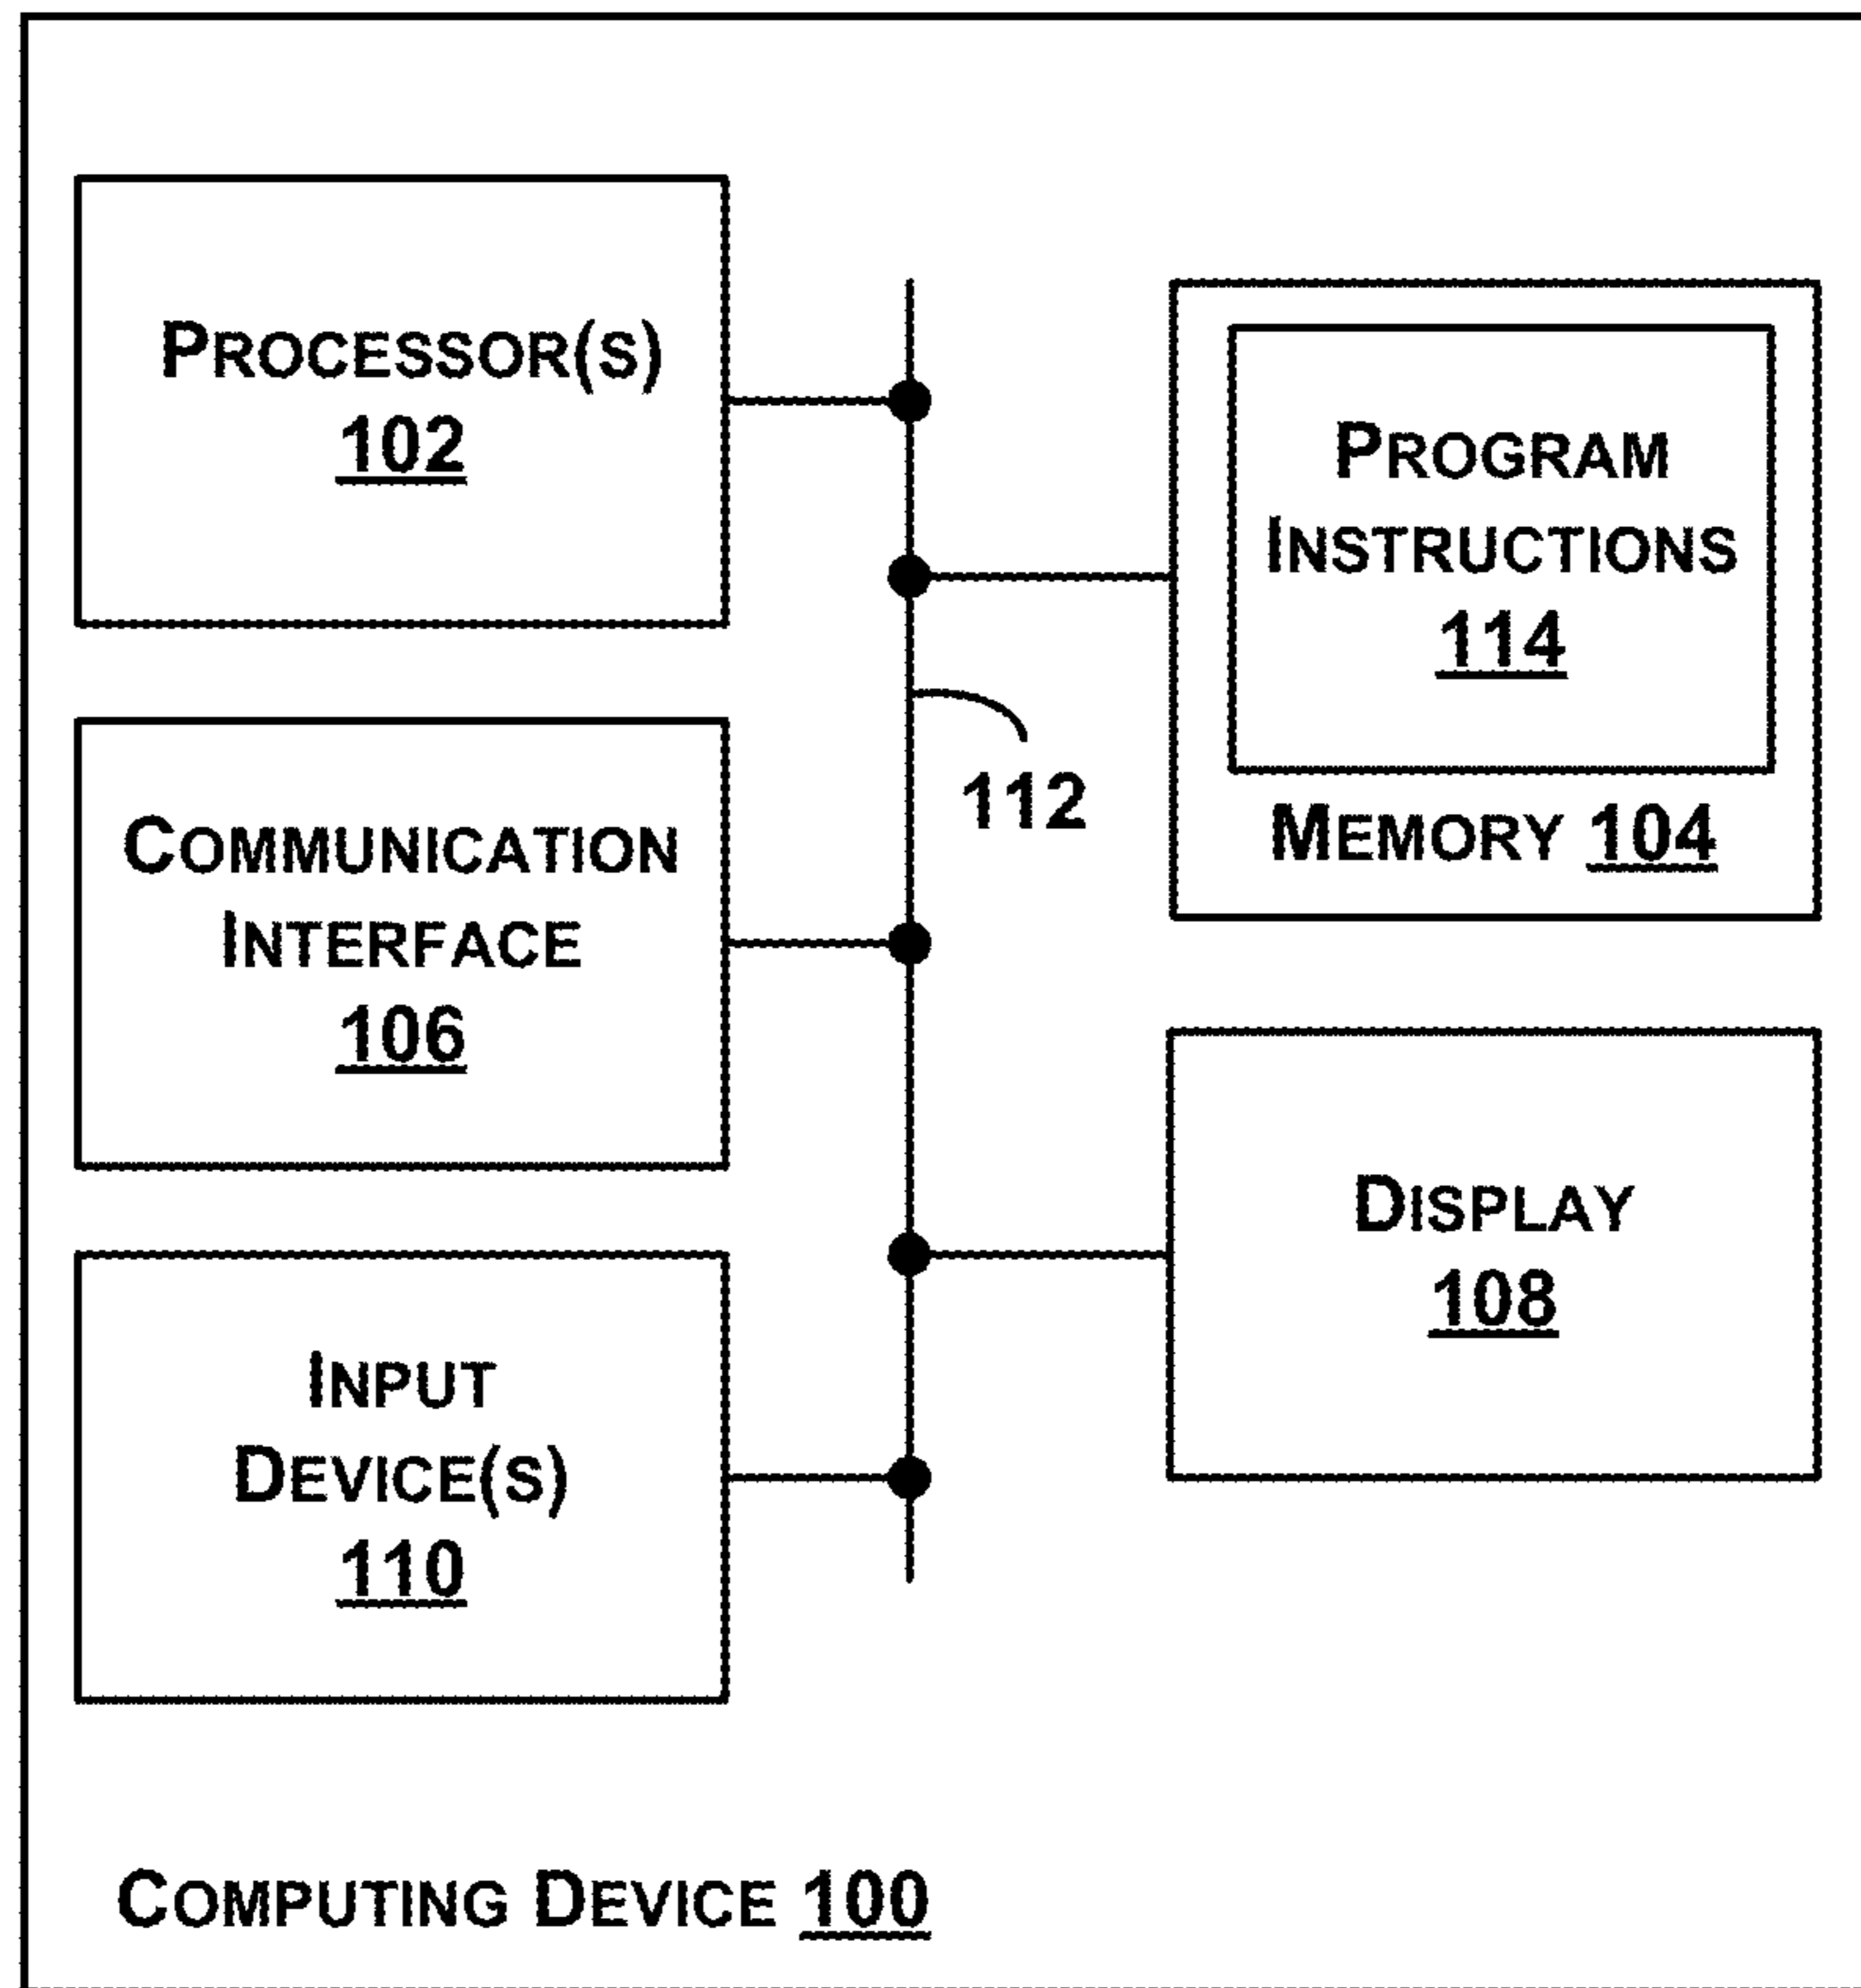 PROCESSOR(S)
102
PROGRAM
INSTRUCTIONS
114
MEMORY 104
112
COMMUNICATION
INTERFACE
106
DISPLAY
108
INPUT
DEVICE(S)
110
COMPUTING DEVICE 100